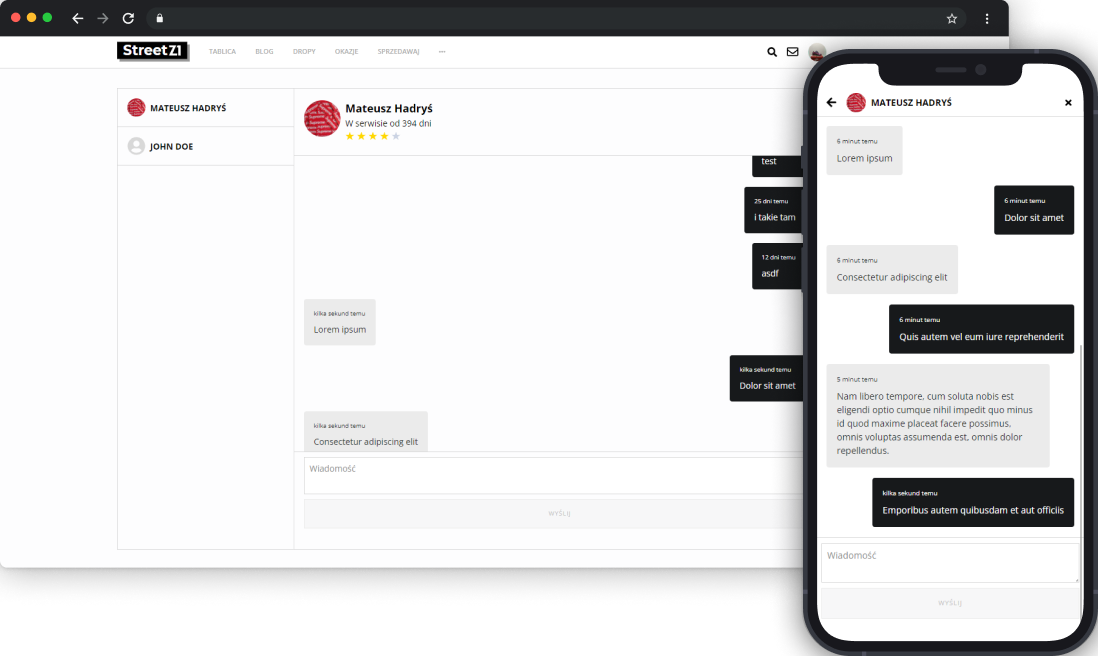 StreetZ1
TABLICA
BLOG
DROPY
OKAZJE
SPRZEDAWAJ
MATEUSZ HADRYŚ
JOHN DOE
Mateusz Hadryś
W serwisie od 394 dni
test
25 dni temu
i takie tam
12 dni temu
asdf
kilka sekund temu
Lorem ipsum
kilka sekund temu
Dolor sit amet
kilka sekund temu
Consectetur adipiscing elit
Wiadomość
WYŚLIJ
MATEUSZ HADRYŚ
6 minut temu
Lorem ipsum
6 minut temu
Dolor sit amet
6 minut temu
Consectetur adipiscing elit
6 minut temu
Quis autem vel eum iure reprehenderit
5 minut temu
Nam libero tempore, cum soluta nobis est
eligendi optio cumque nihil impedit quo minus
id quod maxime placeat facere possimus,
omnis voluptas assumenda est, omnis dolor
repellendus.
kilka sekund temu
Emporibus autem quibusdam et aut officiis
Wiadomość
WYŚLIJ